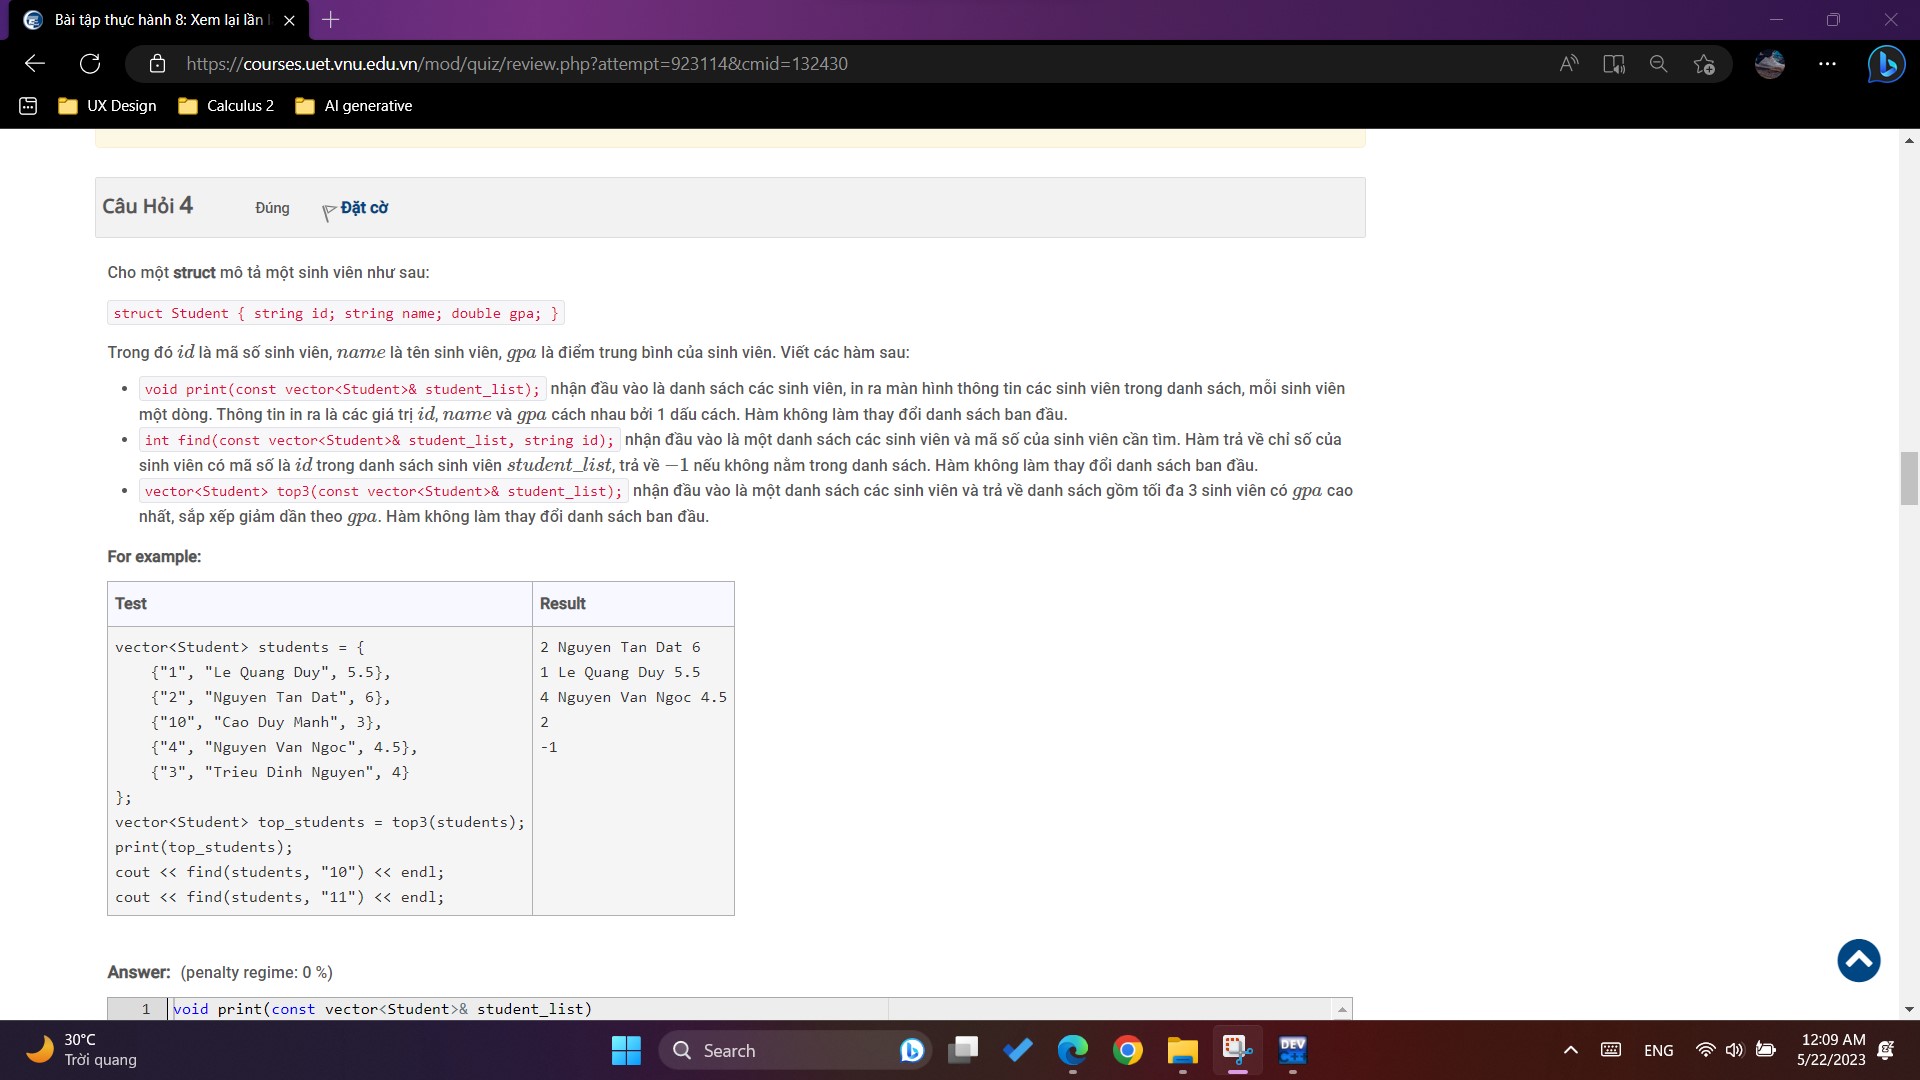 Bài tập thực hành 8: Xem lại lần l
https://courses.uet.vnu.edu.vn/mod/quiz/review.php?attempt=923114&cmid=132430
UX Design
Calculus 2
AI generative
Câu Hỏi 4
Đúng
Đặt cờ
Cho một struct mô tả một sinh viên như sau:
struct Student { string id; string name; double gpa; }
Trong đó id là mã số sinh viên, name là tên sinh viên, gpa là điểm trung bình của sinh viên. Viết các hàm sau:
• void print(const vector<Student>& student_list); nhận đầu vào là danh sách các sinh viên, in ra màn hình thông tin các sinh viên trong danh sách, mỗi sinh viên
một dòng. Thông tin in ra là các giá trị id, name và gpa cách nhau bởi 1 dấu cách. Hàm không làm thay đổi danh sách ban đầu.
• int find(const vector<Student>& student_list, string id); nhận đầu vào là một danh sách các sinh viên và mã số của sinh viên cần tìm. Hàm trả về chỉ số của
sinh viên có mã số là id trong danh sách sinh viên student_list, trả về −1 nếu không nằm trong danh sách. Hàm không làm thay đổi danh sách ban đầu.
• vector<Student> top3(const vector<Student>& student_list); nhận đầu vào là một danh sách các sinh viên và trả về danh sách gồm tối đa 3 sinh viên có gpa cao
nhất, sắp xếp giảm dần theo gpa. Hàm không làm thay đổi danh sách ban đầu.
For example:
Test
Result
vector<Student> students = {
{"1", "Le Quang Duy", 5.5},
{"2", "Nguyen Tan Dat", 6},
{"10", "Cao Duy Manh", 3},
{"4", "Nguyen Van Ngoc", 4.5},
{"3", "Trieu Dinh Nguyen", 4}
};
vector<Student> top_students = top3(students);
print(top_students);
cout << find(students, "10") << endl;
cout << find(students, "11") << endl;
2 Nguyen Tan Dat 6
1 Le Quang Duy 5.5
4 Nguyen Van Ngoc 4.5
2
-1
Answer: (penalty regime: 0 %)
1 void print(const vector<Student>& student_list)
30°C
Trời quang
Search
DEV
C++
ENG
12:09 AM
5/22/2023